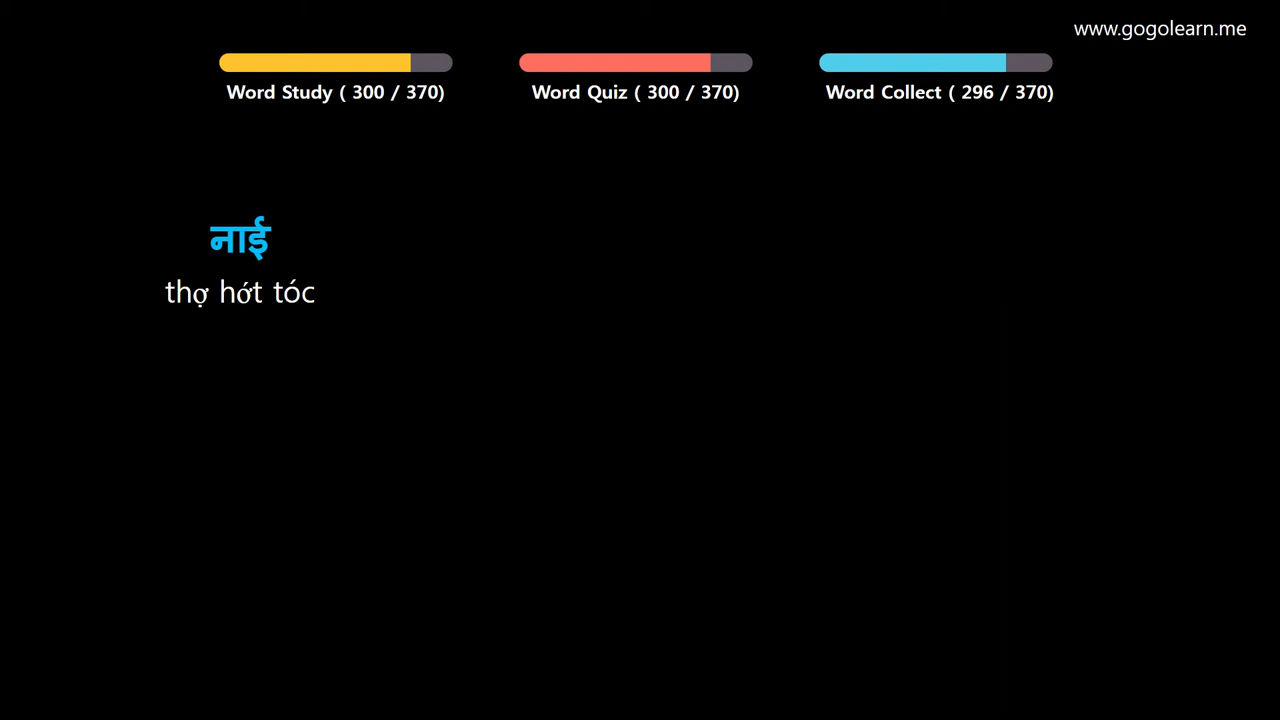 www.gogolearn.me
Word Study ( 300 / 370)
Word Quiz ( 300 / 370)
Word Collect ( 296 / 370)
नाई
thợ hớt tóc